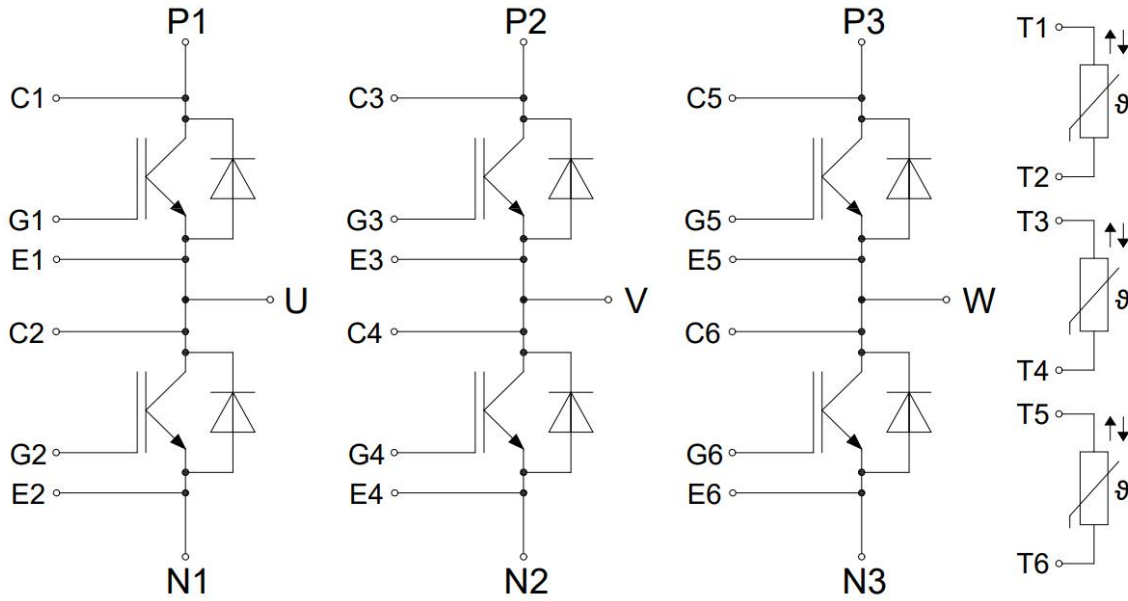 P1 P2 P3 T1
C1 C3 C5
ϑ
G1 G3 G5 T2
E1 E3 E5 T3
U V W ϑ
C2 C4 C6
T4
T5
G2 G4 G6
E2 E4 E6 ϑ
T6
N1 N2 N3